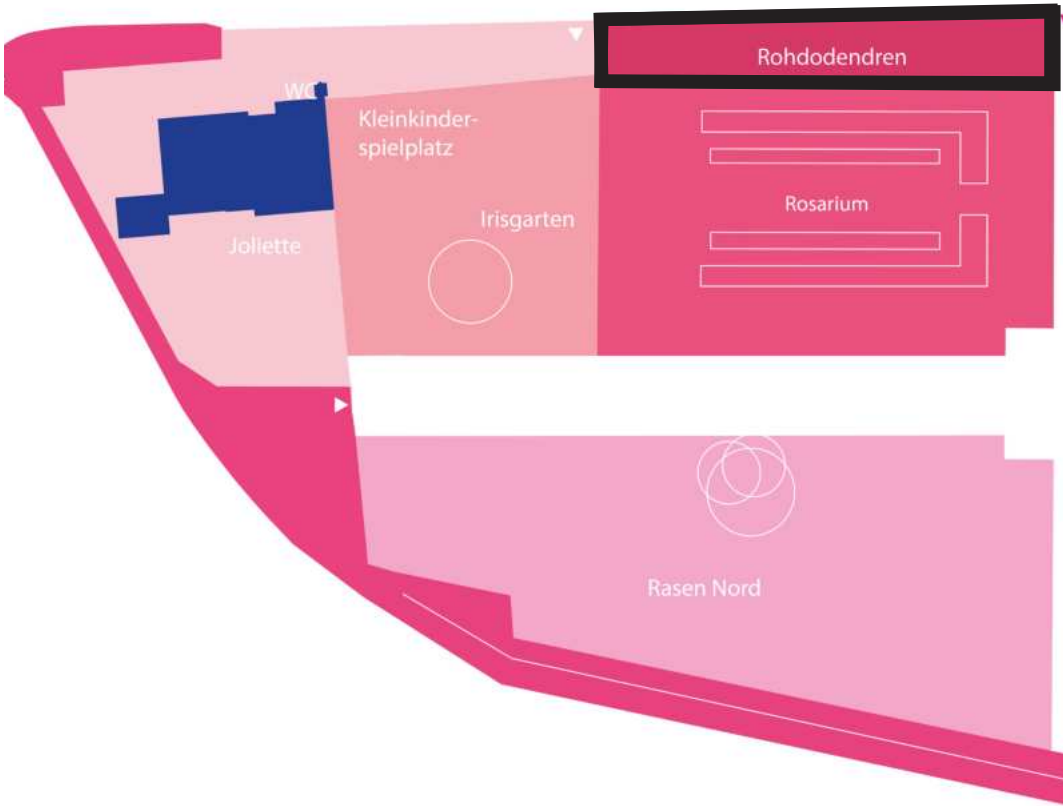 Rohdodendren
WC
Kleinkinder-
spielplatz
Rosarium
Irisgarten
Joliette
Rasen Nord